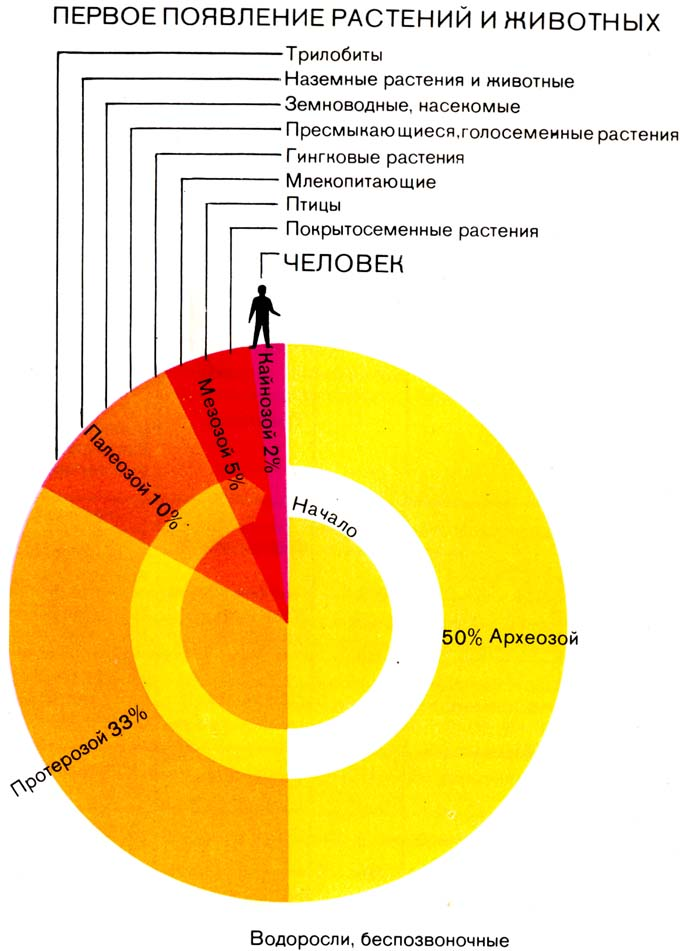 ПЕРВОЕ ПОЯВЛЕНИЕ РАСТЕНИЙ И ЖИВОТНЫХ
Трилобиты
Наземные растения и животные
Земноводные, насекомые
Пресмыкающиеся, голосеменные растения
Гингковые растения
Млекопитающие
Птицы
Покрытосеменные растения
ЧЕЛОВЕК
Кайнозой 2%
Мезозой 5%
Палеозой 10%
Начало
50% Археозой
Протерозой 33%
Водоросли, беспозвоночные